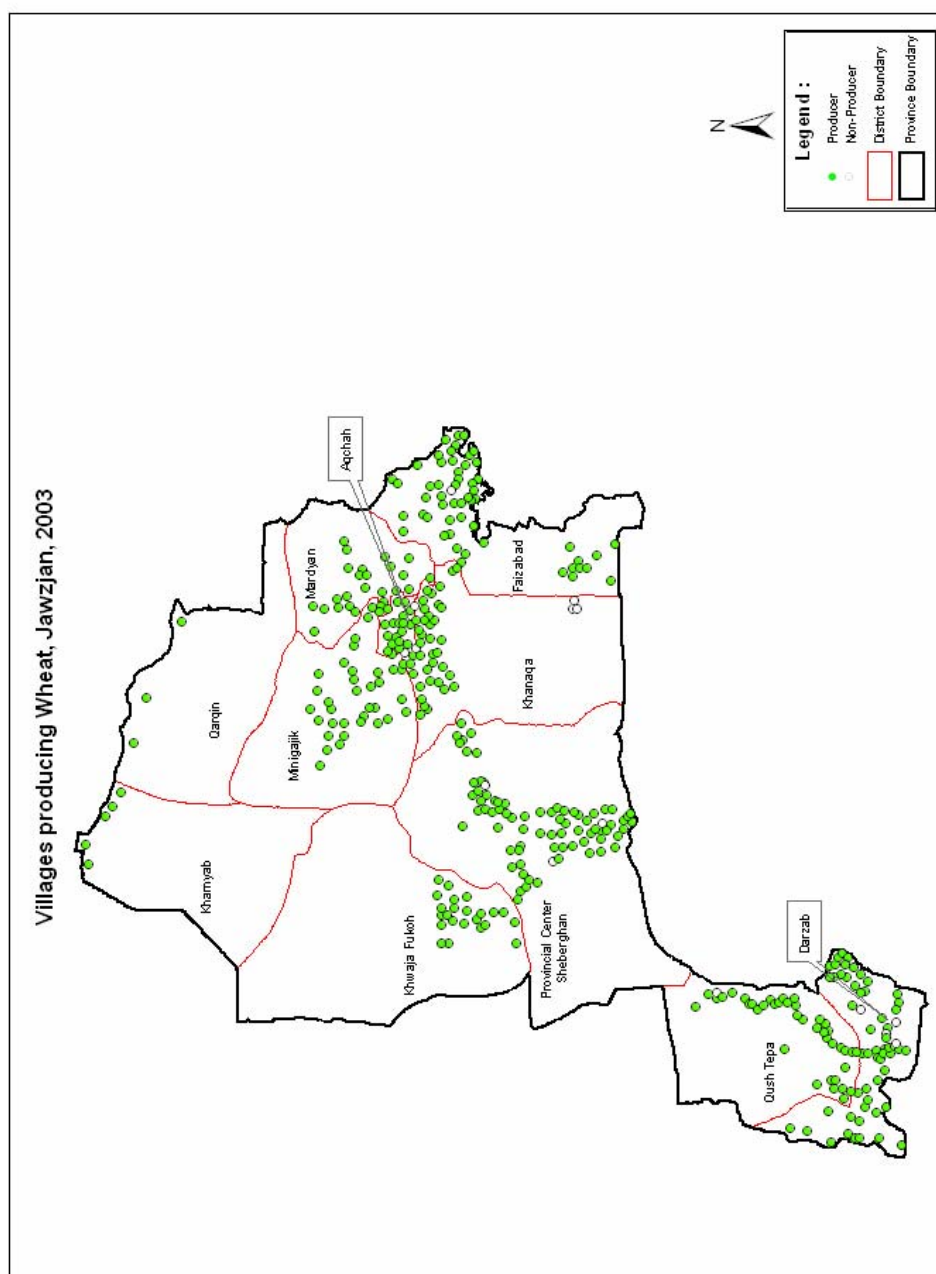 Villages producing Wheat, Jawzjan, 2003
N
Legend :
Producer
Non-Producer
District Boundary
Province Boundary
Aqchah
Mardyan
Qarqin
Minigajik
Faizabad
Khanaqa
Khamyab
Khwaja Fukoh
Provincial Center
Sheberghan
Darzab
Qush Tepa